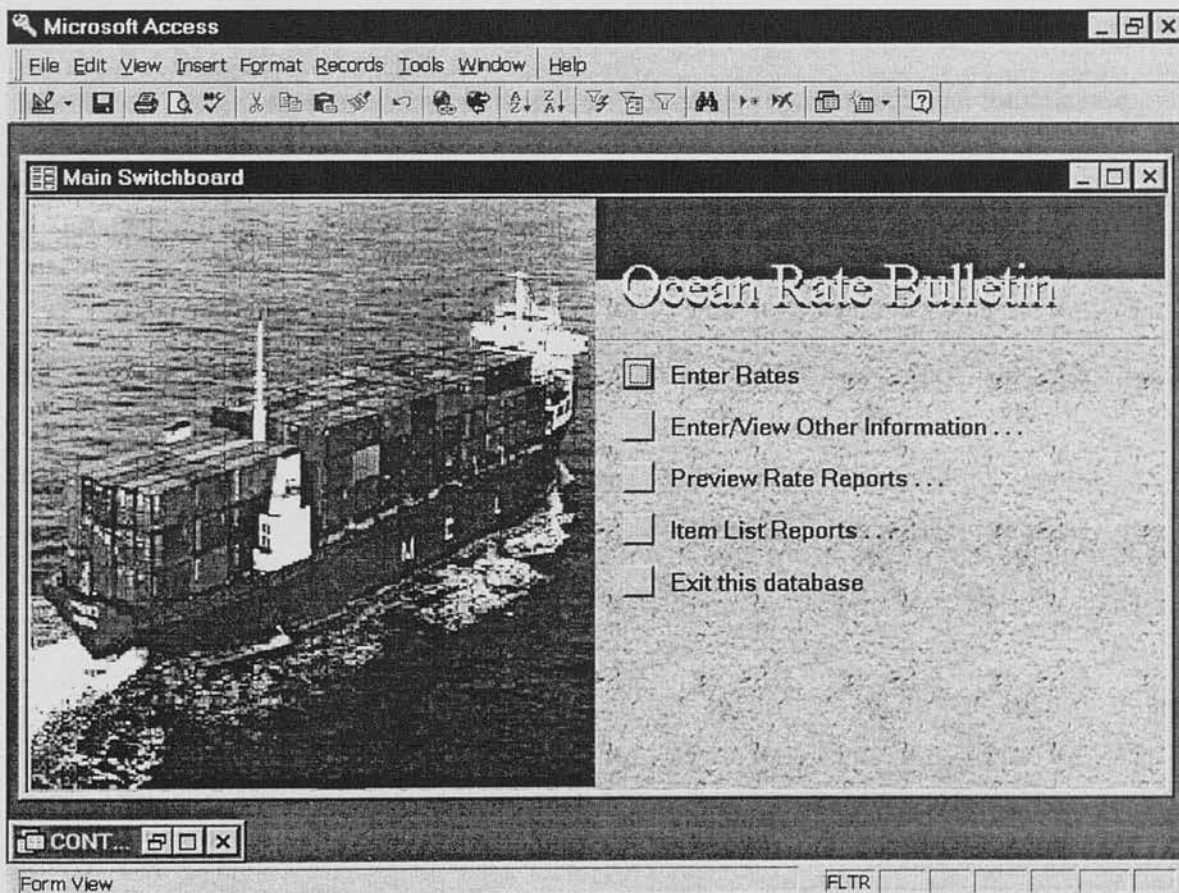 Microsoft Access
File Edit View Insert Format Records Tools Window Help
Main Switchboard
Ocean Rate Bulletin
Enter Rates
Enter/View Other Information . . .
Preview Rate Reports . . .
Item List Reports . . .
Exit this database
CONT...
Form View
FLTR